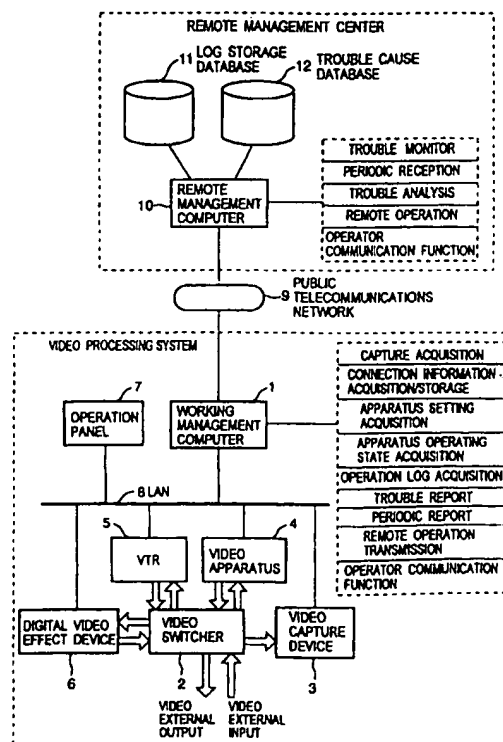 REMOTE MANAGEMENT CENTER
11 LOG STORAGE
DATABASE
12 TROUBLE CAUSE
DATABASE
TROUBLE MONITOR
PERIODIC RECEPTION
TROUBLE ANALYSIS
REMOTE OPERATION
OPERATOR
COMMUNICATION FUNCTION
REMOTE
MANAGEMENT
COMPUTER
10
PUBLIC
9 TELECOMMUNICATIONS
NETWORK
VIDEO PROCESSING SYSTEM
7
OPERATION
PANEL
1
WORKING
MANAGEMENT
COMPUTER
CAPTURE ACQUISITION
CONNECTION INFORMATION
ACQUISITION/STORAGE
APPARATUS SETTING
ACQUISITION
APPARATUS OPERATING
STATE ACQUISITION
OPERATION LOG ACQUISITION
TROUBLE REPORT
PERIODIC REPORT
REMOTE OPERATION
TRANSMISSION
OPERATOR COMMUNICATION
FUNCTION
8 LAN
5
VTR
4
VIDEO
APPARATUS
DIGITAL VIDEO
EFFECT DEVICE
6
VIDEO
SWITCHER
2
VIDEO
CAPTURE
DEVICE
3
VIDEO
EXTERNAL
OUTPUT
VIDEO
EXTERNAL
INPUT